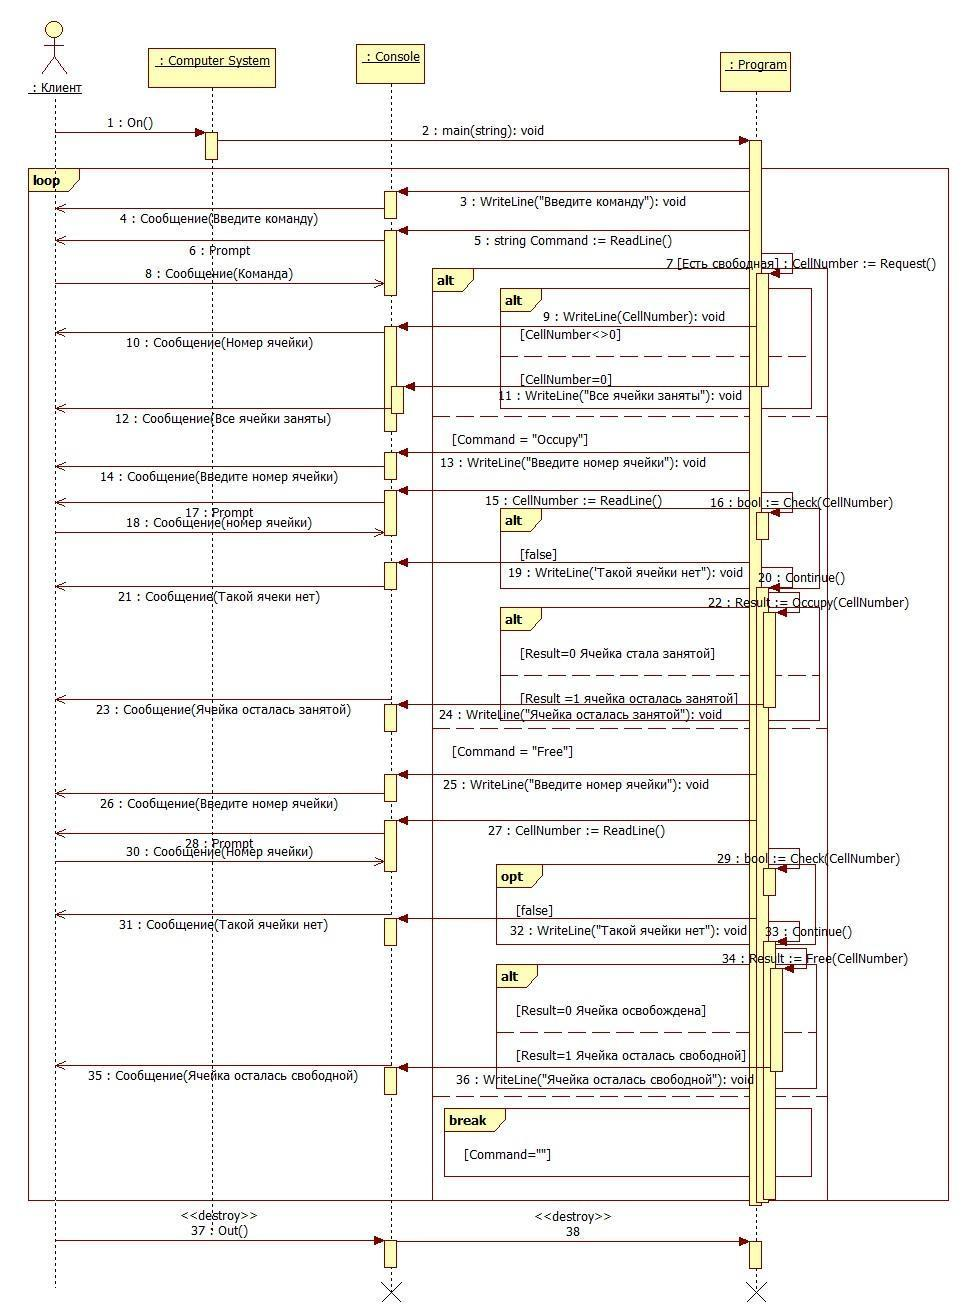 : Клиент
: Computer System
: Console
: Program
1 : On()
2 : main(string): void
loop
3 : WriteLine("Введите команду"): void
4 : Сообщение(Введите команду)
5 : string Command := ReadLine()
6 : Prompt
7 [Есть свободная] : CellNumber := Request()
8 : Сообщение(Команда)
alt
alt
9 : WriteLine(CellNumber): void
[CellNumber<>0]
10 : Сообщение(Номер ячейки)
[CellNumber=0]
11 : WriteLine("Все ячейки заняты"): void
12 : Сообщение(Все ячейки заняты)
[Command = "Occupy"]
13 : WriteLine("Введите номер ячейки"): void
14 : Сообщение(Введите номер ячейки)
15 : CellNumber := ReadLine()
16 : bool := Check(CellNumber)
17 : Prompt
18 : Сообщение(номер ячейки)
alt
[false]
19 : WriteLine('Такой ячейки нет"): void
20 : Continue()
21 : Сообщение(Такой ячеки нет)
22 : Result := Occupy(CellNumber)
alt
[Result=0 Ячейка стала занятой]
[Result =1 ячейка осталась занятой]
23 : Сообщение(Ячейка осталась занятой)
24 : WriteLine("Ячейка осталась занятой"): void
[Command = "Free"]
25 : WriteLine("Введите номер ячейки"): void
26 : Сообщение(Введите номер ячейки)
27 : CellNumber := ReadLine()
28 : Prompt
30 : Сообщение(Номер ячейки)
29 : bool := Check(CellNumber)
opt
[false]
31 : Сообщение(Такой ячейки нет)
32 : WriteLine("Такой ячейки нет"): void
33 : Continue()
34 : Result := Free(CellNumber)
alt
[Result=0 Ячейка освобождена]
[Result=1 Ячейка осталась свободной]
35 : Сообщение(Ячейка осталась свободной)
36 : WriteLine("Ячейка осталась свободной"): void
break
[Command=""]
<<destroy>>
37 : Out()
<<destroy>>
38